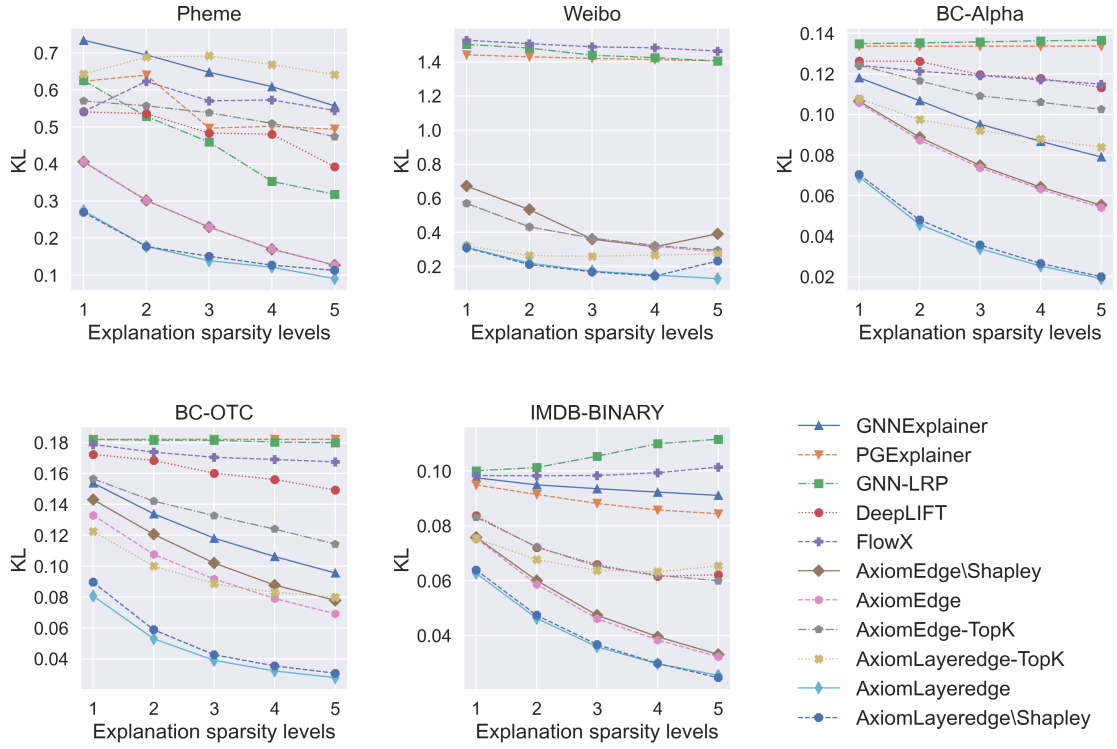 Pheme
Weibo
BC-Alpha
0.7
0.6
0.5
0.4
0.3
0.2
0.1
KL
1 2 3 4 5
Explanation sparsity levels
1.4
1.2
1.0
0.8
0.6
0.4
0.2
KL
1 2 3 4 5
Explanation sparsity levels
0.14
0.12
0.10
0.08
0.06
0.04
0.02
KL
1 2 3 4 5
Explanation sparsity levels
BC-OTC
IMDB-BINARY
0.18
0.16
0.14
0.12
0.10
0.08
0.06
0.04
KL
1 2 3 4 5
Explanation sparsity levels
0.10
0.08
0.06
0.04
KL
1 2 3 4 5
Explanation sparsity levels
GNNExplainer
PGExplainer
GNN-LRP
DeepLIFT
FlowX
AxiomEdge\Shapley
AxiomEdge
AxiomEdge-TopK
AxiomLayeredge-TopK
AxiomLayeredge
AxiomLayeredge\Shapley